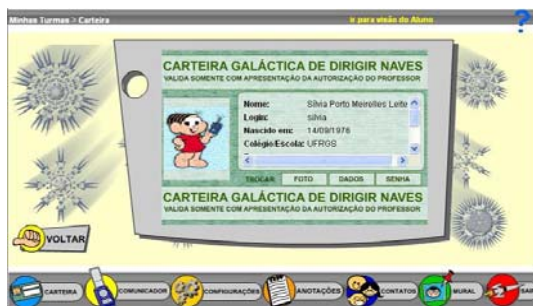 Minhas Turmas > Carteira
Ir para visão do Aluno
?
CARTEIRA GALÁCTICA DE DIRIGIR NAVES
VALIDA SOMENTE COM APRESENTAÇÃO DA AUTORIZAÇÃO DO PROFESSOR
Nome: Silvia Porto Meirelles Leite
Login: silvia
Nascido em: 14/09/1976
Colégio/Escola: UFRGS
TROCAR FOTO DADOS SENHA
CARTEIRA GALÁCTICA DE DIRIGIR NAVES
VALIDA SOMENTE COM APRESENTAÇÃO DA AUTORIZAÇÃO DO PROFESSOR
VOLTAR
CARTEIRA COMUNICADOR CONFIGURAÇÕES ANOTAÇÕES CONTATOS MURAL SAIR